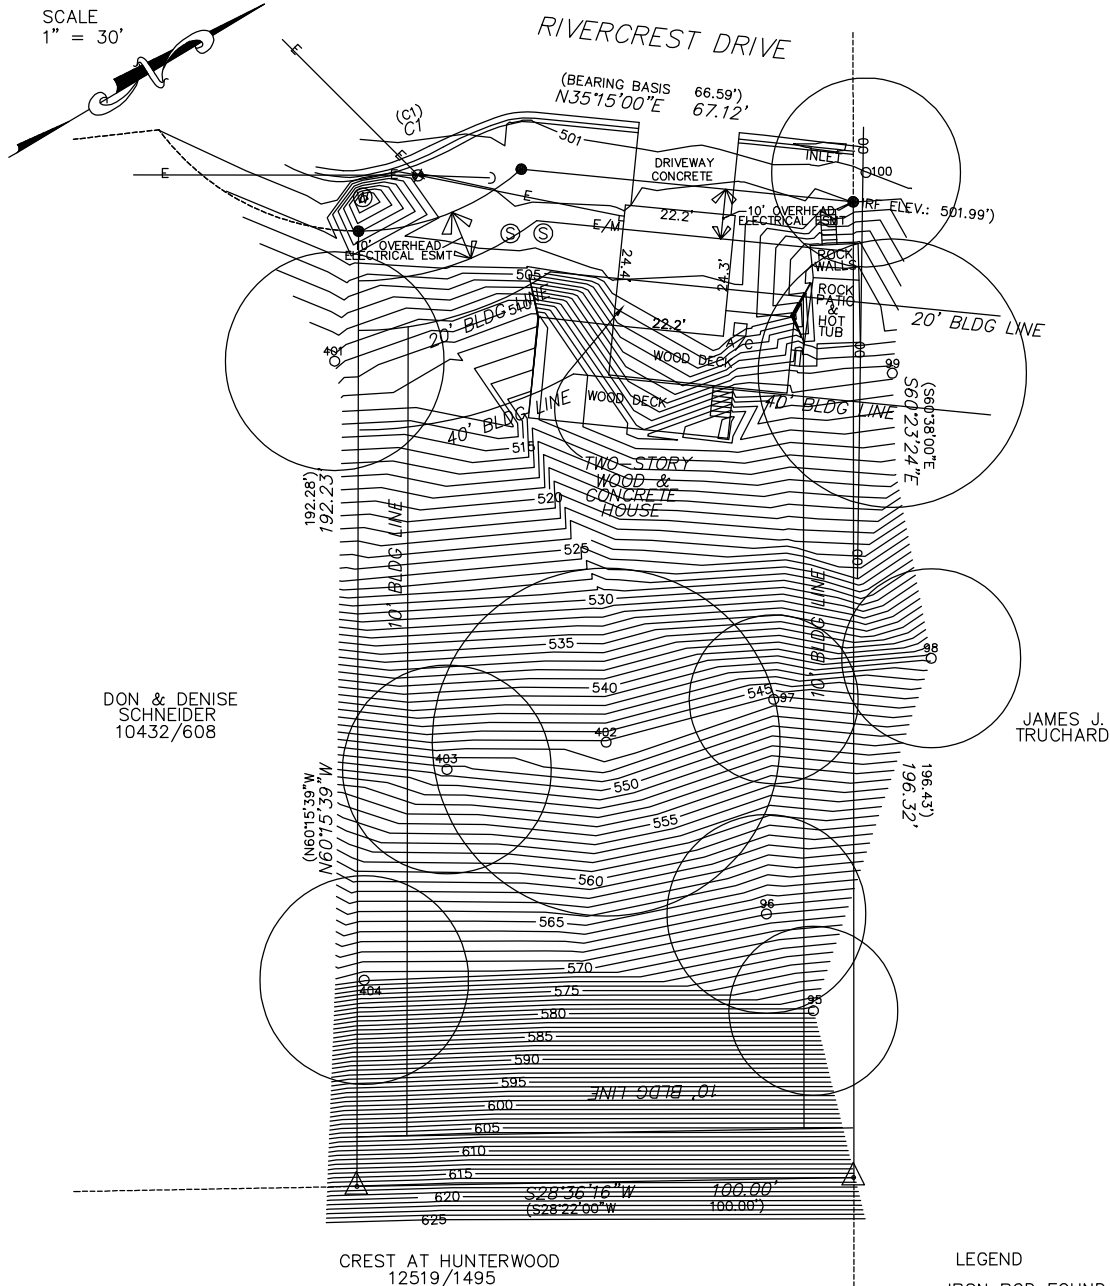 SCALE
1" = 30'
RIVERCREST DRIVE
(BEARING BASIS 66.59')
N35°15'00"E 67.12'
(C1)
C1
501
INLET
100
DRIVEWAY
CONCRETE
E
E
E
E
E
22.2'
10' OVERHEAD
ELECTRICAL ESMT
IRF ELEV.: 501.99')
W
E/M
S
S
10' OVERHEAD
ELECTRICAL ESMT
24.4'
24.3'
ROCK
WALLS
505
ROCK
PATIO
&
HOT
TUB
510
20' BLDG LINE
20' BLDG LINE
22.2'
A/C
401
WOOD DECK
99
WOOD DECK
40' BLDG LINE
40' BLDG LINE
(S60°38'00"E
S60°23'24"E
515
TWO-STORY
WOOD &
CONCRETE
HOUSE
192.28')
192.23'
520
10' BLDG LINE
525
530
10' BLDG LINE
535
98
540
545
97
DON & DENISE
SCHNEIDER
10432/608
JAMES J.
TRUCHARD
402
403
550
196.43')
196.32'
(N60°15'39"W
N60°15'39"W
555
560
96
565
570
404
575
95
580
585
590
595
10' BLDG LINE
600
605
610
615
S28°36'16"W 100.00'
620
(S28°22'00"W 100.00')
625
CREST AT HUNTERWOOD
12519/1495
LEGEND
IRON ROD FOUND